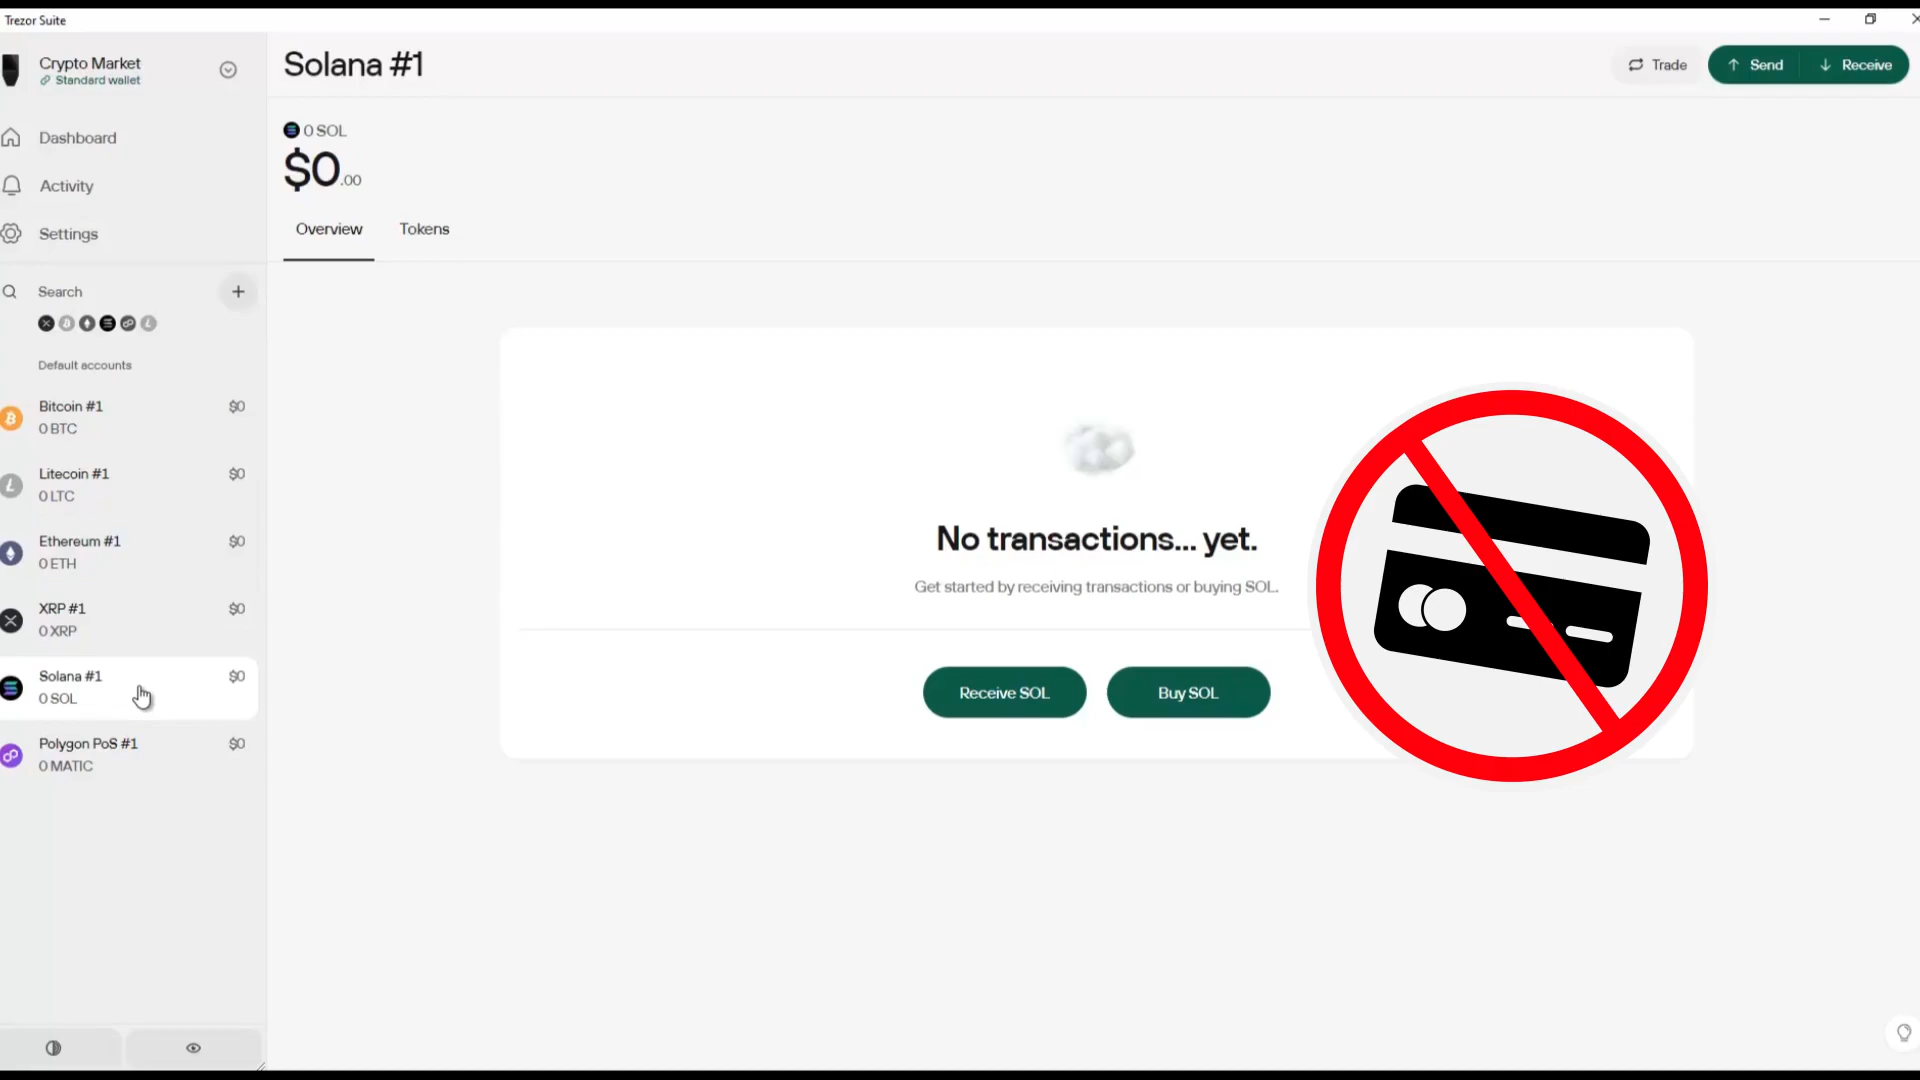 Trezor Suite
Crypto Market
Standard wallet
Dashboard
Activity
Settings
Search
Default accounts
Bitcoin #1 $0
0 BTC
Litecoin #1 $0
0 LTC
Ethereum #1 $0
0 ETH
XRP #1 $0
0 XRP
Solana #1 $0
0 SOL
Polygon PoS #1 $0
0 MATIC
Solana #1
Trade
Send
Receive
0 SOL
$0.00
Overview Tokens
No transactions... yet.
Get started by receiving transactions or buying SOL.
Receive SOL Buy SOL